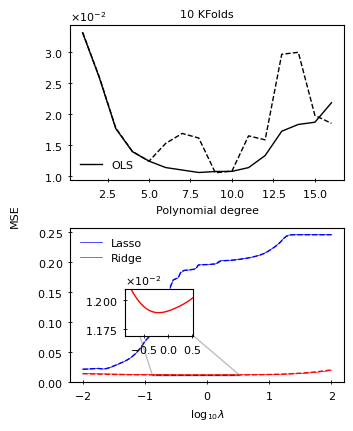 10 KFolds
×10⁻²
3.0
2.5
2.0
1.5
1.0
OLS
2.5 5.0 7.5 10.0 12.5 15.0
Polynomial degree
MSE
0.25
0.20
0.15
0.10
0.05
0.00
Lasso
Ridge
×10⁻²
1.200
1.175
−0.5 0.0 0.5
−2 −1 0 1 2
log₁₀λ